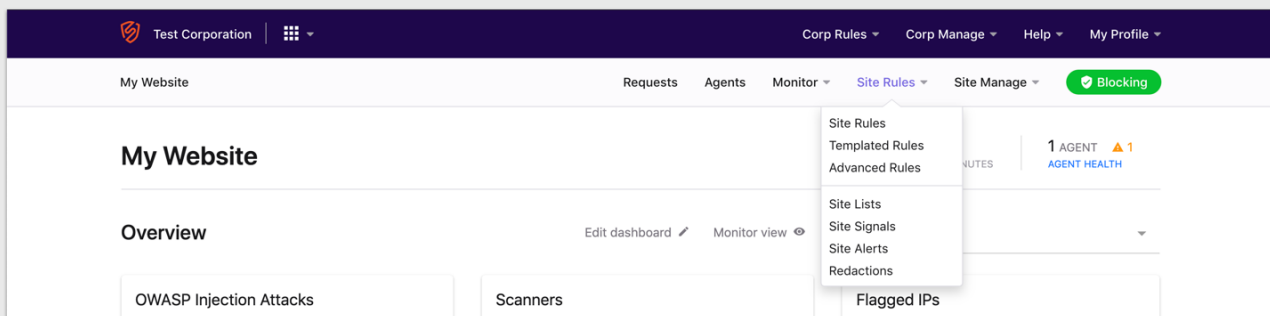 Test Corporation Corp Rules Corp Manage Help My Profile
My Website Requests Agents Monitor Site Rules Site Manage Blocking
Site Rules
Templated Rules
Advanced Rules
Site Lists
Site Signals
Site Alerts
Redactions
My Website
1 AGENT 1
AGENT HEALTH
Overview Edit dashboard Monitor view
OWASP Injection Attacks Scanners Flagged IPs